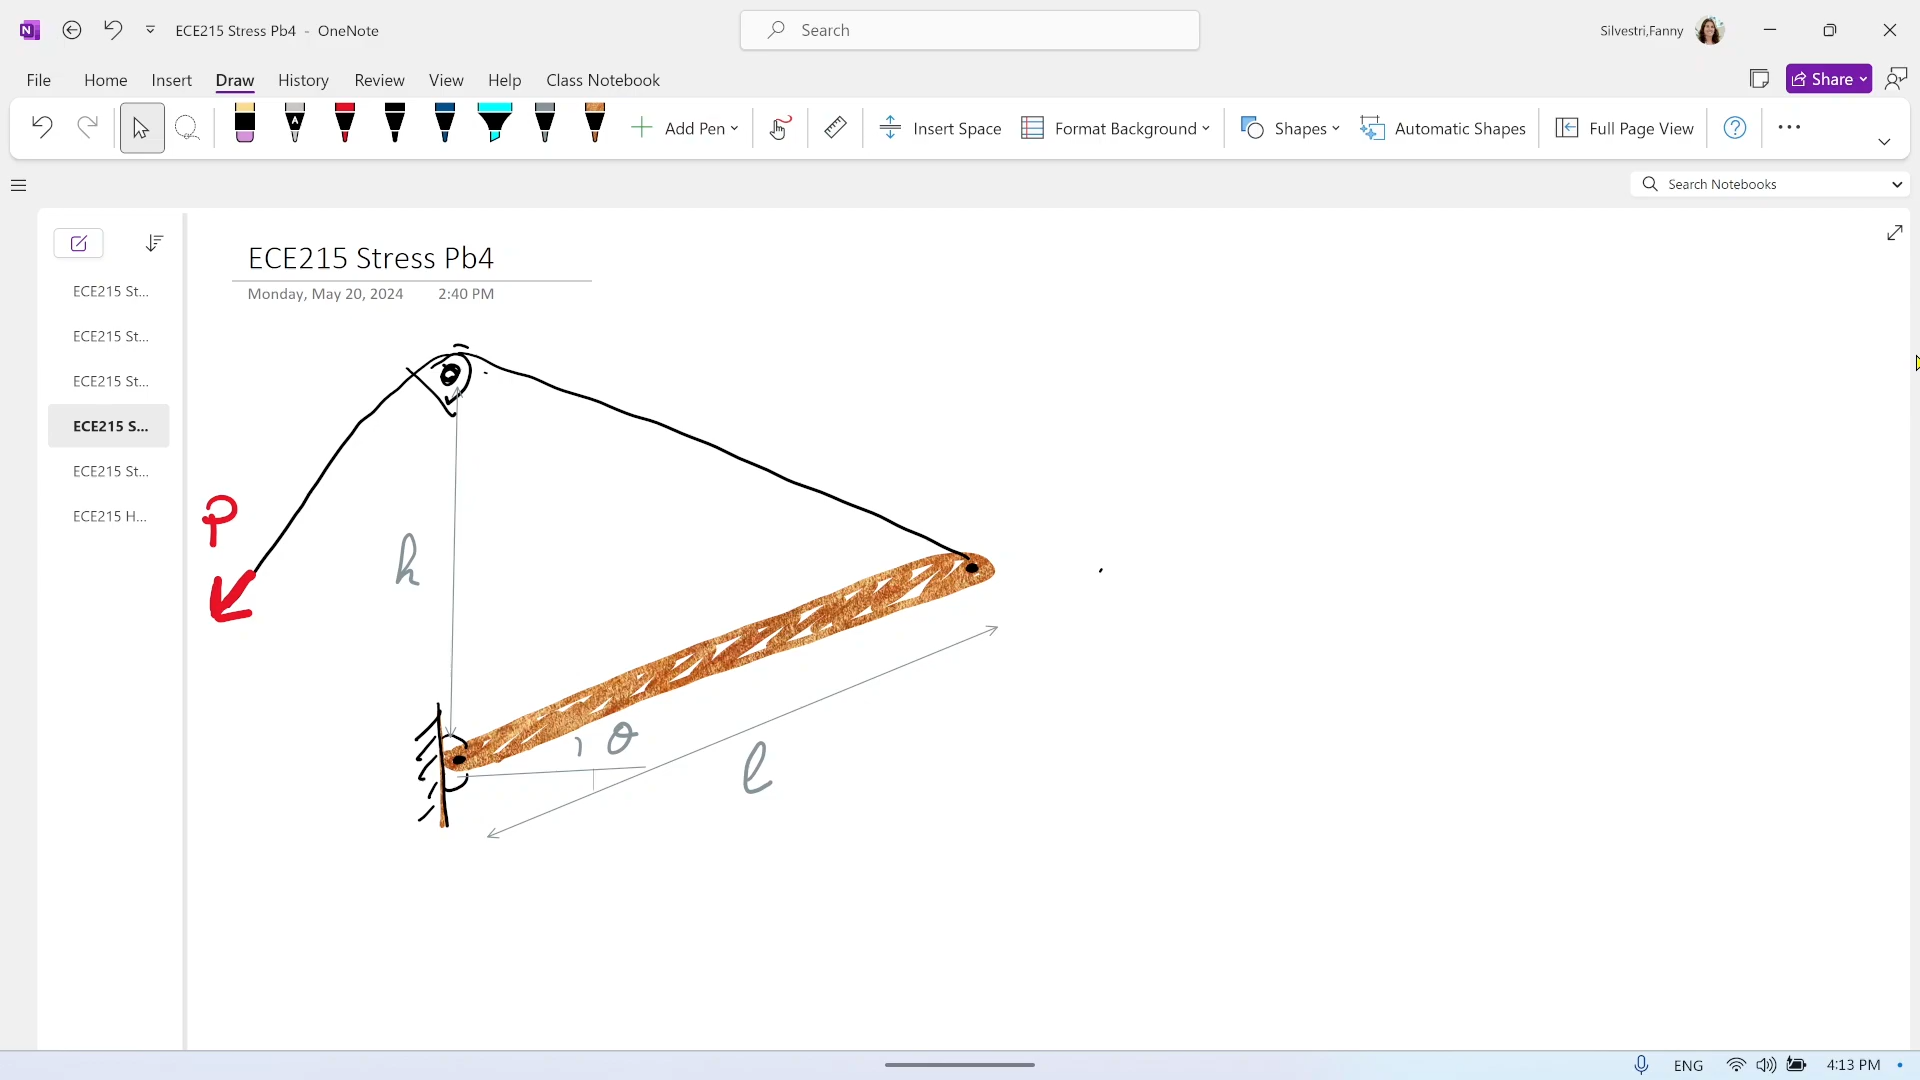 ECE215 Stress Pb4 - OneNote
Search
Silvestri,Fanny
File Home Insert Draw History Review View Help Class Notebook
Share
Add Pen
Insert Space
Format Background
Shapes
Automatic Shapes
Full Page View
Search Notebooks
ECE215 Stress Pb4
Monday, May 20, 2024 2:40 PM
ECE215 St...
ECE215 St...
ECE215 St...
ECE215 S...
ECE215 St...
ECE215 H...
P
h
θ
l
ENG
4:13 PM